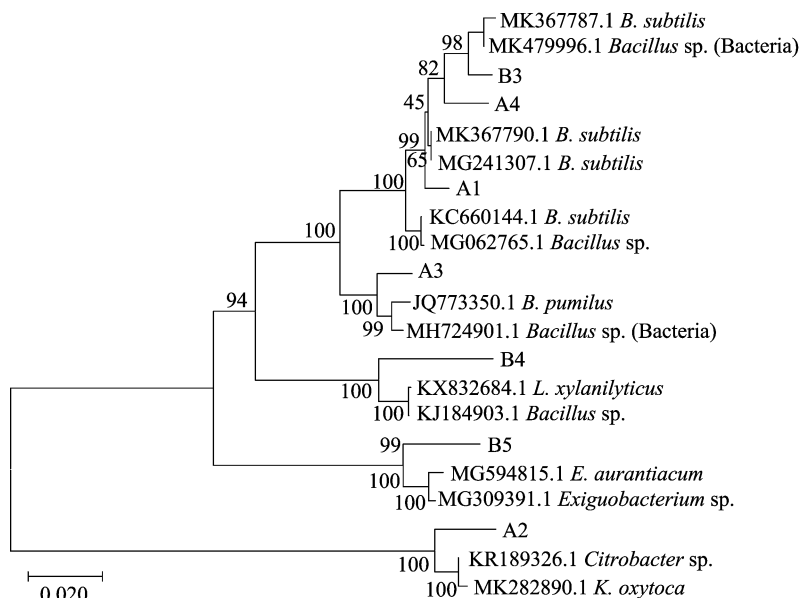 MK367787.1 B. subtilis
98
MK479996.1 Bacillus sp. (Bacteria)
82
B3
45
A4
99
MK367790.1 B. subtilis
65
MG241307.1 B. subtilis
100
A1
KC660144.1 B. subtilis
100
100
MG062765.1 Bacillus sp.
A3
100
JQ773350.1 B. pumilus
94
99
MH724901.1 Bacillus sp. (Bacteria)
B4
100
KX832684.1 L. xylanilyticus
100
KJ184903.1 Bacillus sp.
99
B5
100
MG594815.1 E. aurantiacum
100
MG309391.1 Exiguobacterium sp.
A2
100
KR189326.1 Citrobacter sp.
100
MK282890.1 K. oxytoca
0.020